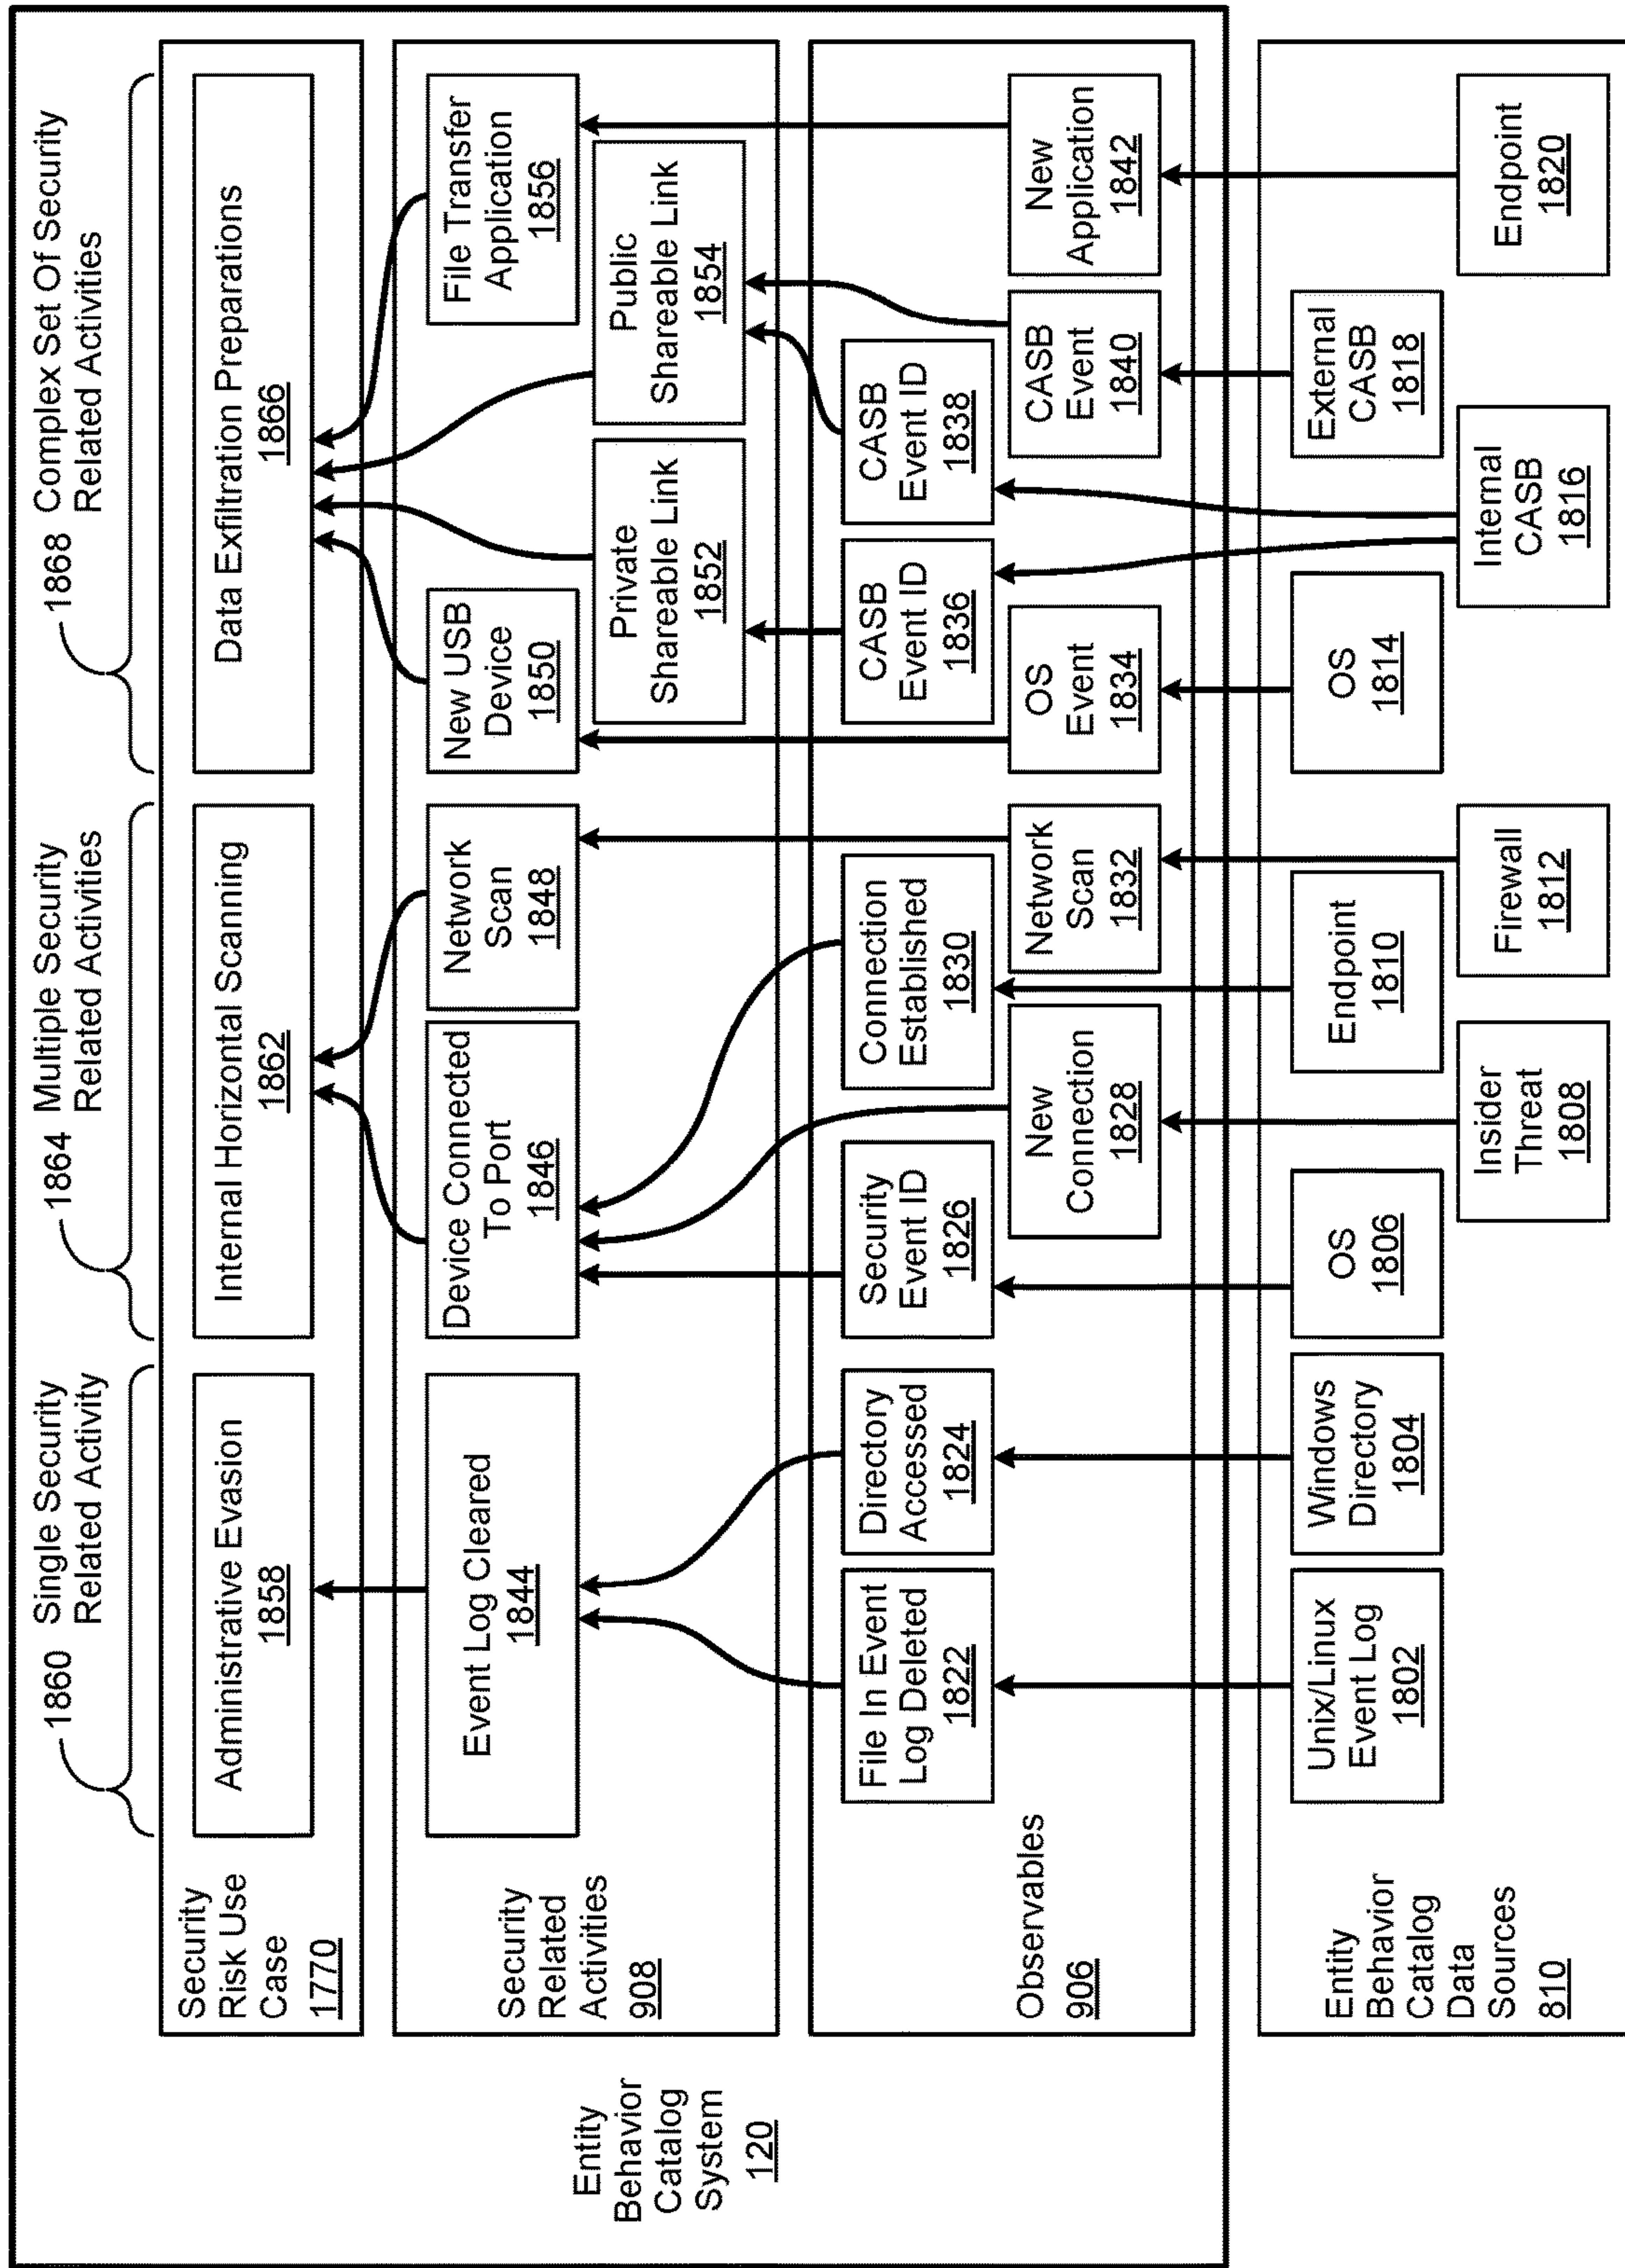 1860
Single Security
Related Activity
1864
Multiple Security
Related Activities
1868
Complex Set Of Security
Related Activities
Security
Risk Use
Case
1770
Administrative Evasion
1858
Internal Horizontal Scanning
1862
Data Exfiltration Preparations
1866
Entity
Behavior
Catalog
System
120
Security
Related
Activities
908
Event Log Cleared
1844
Device Connected
To Port
1846
Network
Scan
1848
New USB
Device
1850
File Transfer
Application
1856
Private
Shareable Link
1852
Public
Shareable Link
1854
Observables
906
File In Event
Log Deleted
1822
Directory
Accessed
1824
Security
Event ID
1826
Connection
Established
1830
CASB
Event ID
1836
CASB
Event ID
1838
New
Connection
1828
Network
Scan
1832
OS
Event
1834
CASB
Event
1840
New
Application
1842
Entity
Behavior
Catalog
Data
Sources
810
Unix/Linux
Event Log
1802
Windows
Directory
1804
OS
1806
Endpoint
1810
OS
1814
External
CASB
1818
Insider
Threat
1808
Firewall
1812
Internal
CASB
1816
Endpoint
1820